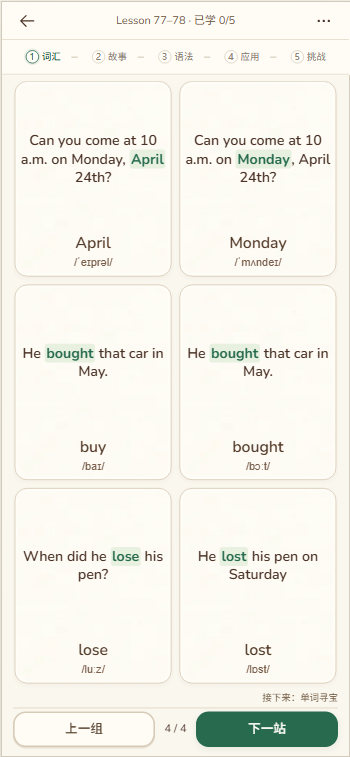 Lesson 77–78 · 已学 0/5
1 词汇 — 2 故事 — 3 语法 — 4 应用 — 5 挑战
Can you come at 10
a.m. on Monday, April
24th?
April
/ˈeɪprəl/
Can you come at 10
a.m. on Monday, April
24th?
Monday
/ˈmʌndeɪ/
He bought that car in
May.
buy
/baɪ/
He bought that car in
May.
bought
/bɔːt/
When did he lose his
pen?
lose
/luːz/
He lost his pen on
Saturday
lost
/lɒst/
接下来：单词寻宝
上一组
4 / 4
下一站